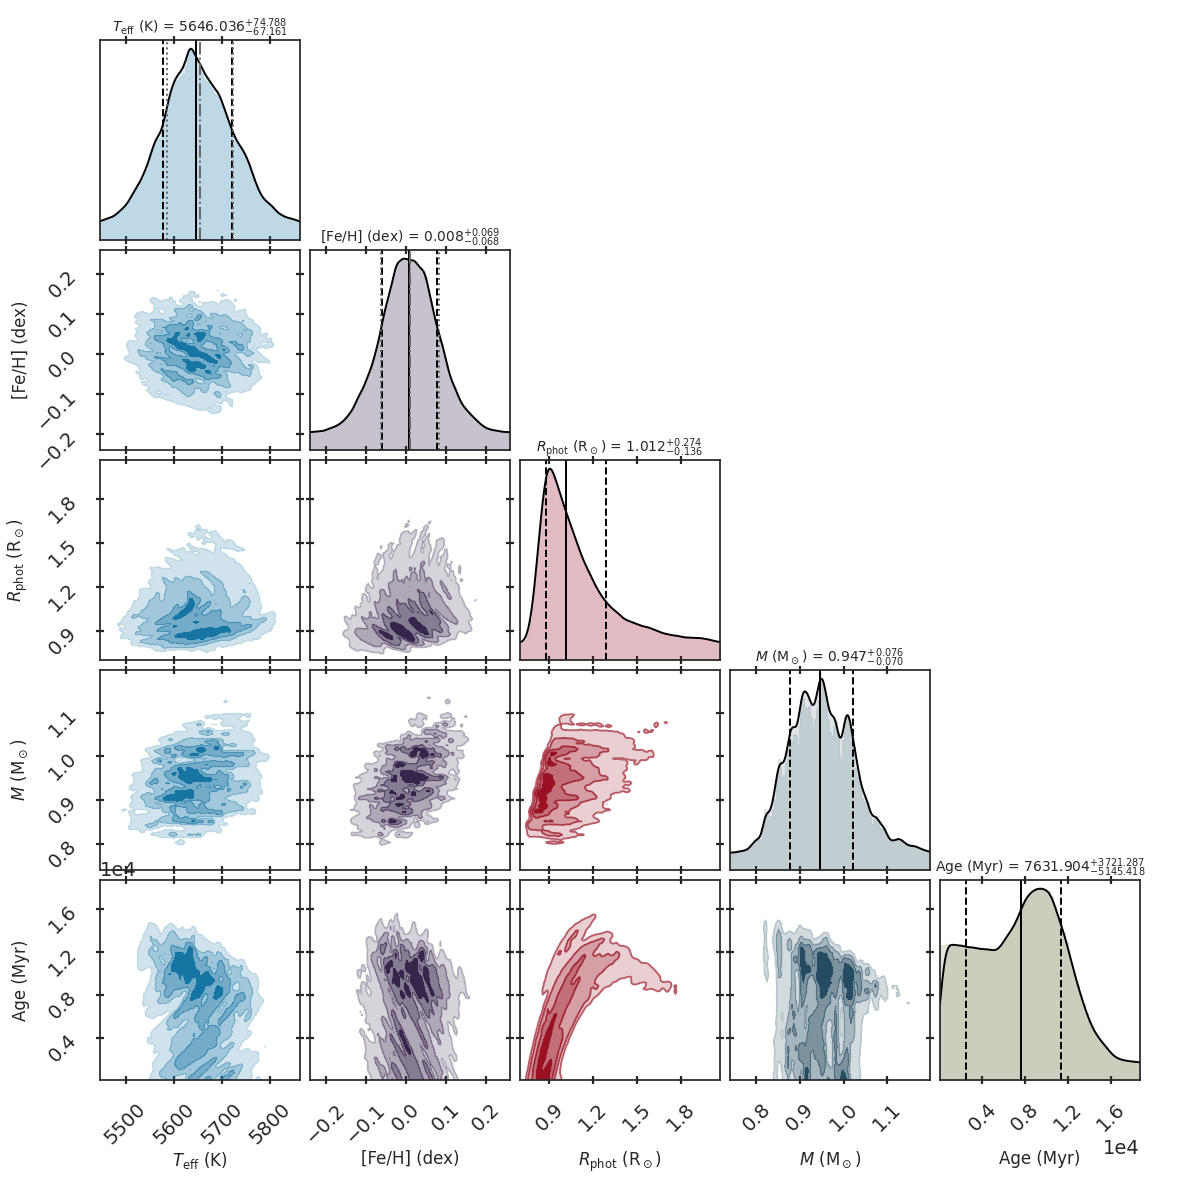 T_eff (K) = 5646.036 +74.788 −67.161
[Fe/H] (dex) = 0.008 +0.069 −0.068
[Fe/H] (dex)
0.2
0.1
0.0
−0.1
−0.2
R_phot (R⊙) = 1.012 +0.274 −0.136
R_phot (R⊙)
1.8
1.5
1.2
0.9
M (M⊙) = 0.947 +0.076 −0.070
M (M⊙)
1.1
1.0
0.9
0.8
1e4
Age (Myr) = 7631.904 +3721.287 −5145.418
Age (Myr)
1.6
1.2
0.8
0.4
5500 5600 5700 5800 −0.2 −0.1 0.0 0.1 0.2 0.9 1.2 1.5 1.8 0.8 0.9 1.0 1.1 0.4 0.8 1.2 1.6
1e4
T_eff (K) [Fe/H] (dex) R_phot (R⊙) M (M⊙) Age (Myr)